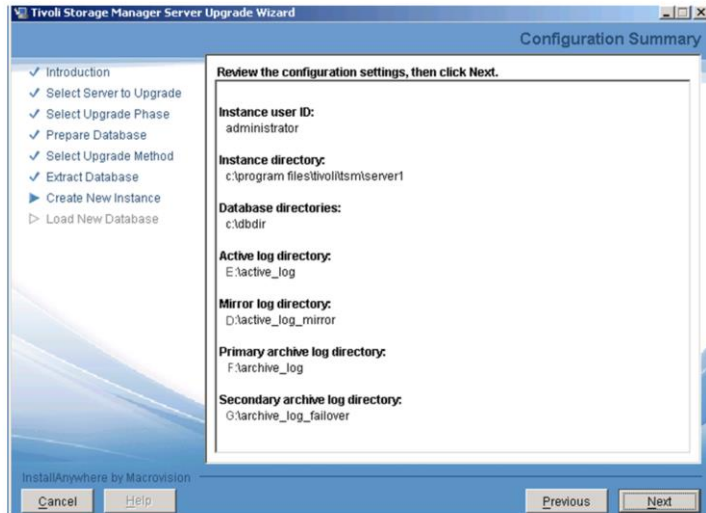 Tivoli Storage Manager Server Upgrade Wizard
Configuration Summary
Introduction
Select Server to Upgrade
Select Upgrade Phase
Prepare Database
Select Upgrade Method
Extract Database
Create New Instance
Load New Database
Review the configuration settings, then click Next.
Instance user ID:
administrator
Instance directory:
c:\program files\tivoli\tsm\server1
Database directories:
c:\dbdir
Active log directory:
E:\active_log
Mirror log directory:
D:\active_log_mirror
Primary archive log directory:
F:\archive_log
Secondary archive log directory:
G:\archive_log_failover
InstallAnywhere by Macrovision
Cancel Help Previous Next